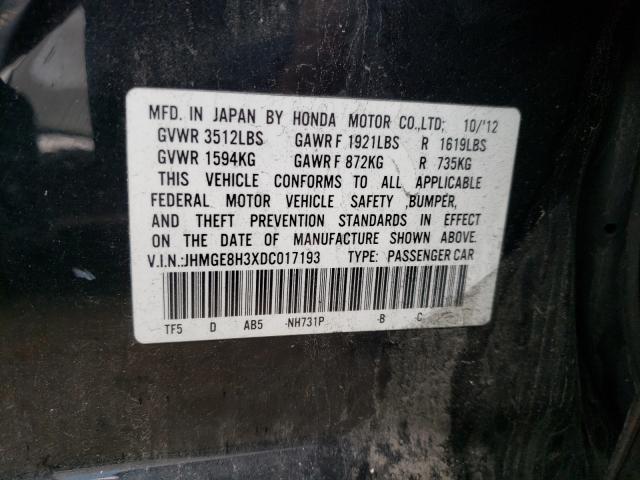 MFD. IN JAPAN BY HONDA MOTOR CO.,LTD; 10/'12
GVWR 3512LBS GAWR F 1921LBS R 1619LBS
GVWR 1594KG GAWR F 872KG R 735KG
THIS VEHICLE CONFORMS TO ALL APPLICABLE
FEDERAL MOTOR VEHICLE SAFETY ,BUMPER,
AND THEFT PREVENTION STANDARDS IN EFFECT
ON THE DATE OF MANUFACTURE SHOWN ABOVE.
V.I.N.:JHMGE8H3XDC017193 TYPE: PASSENGER CAR
TF5 D AB5 -NH731P -B C